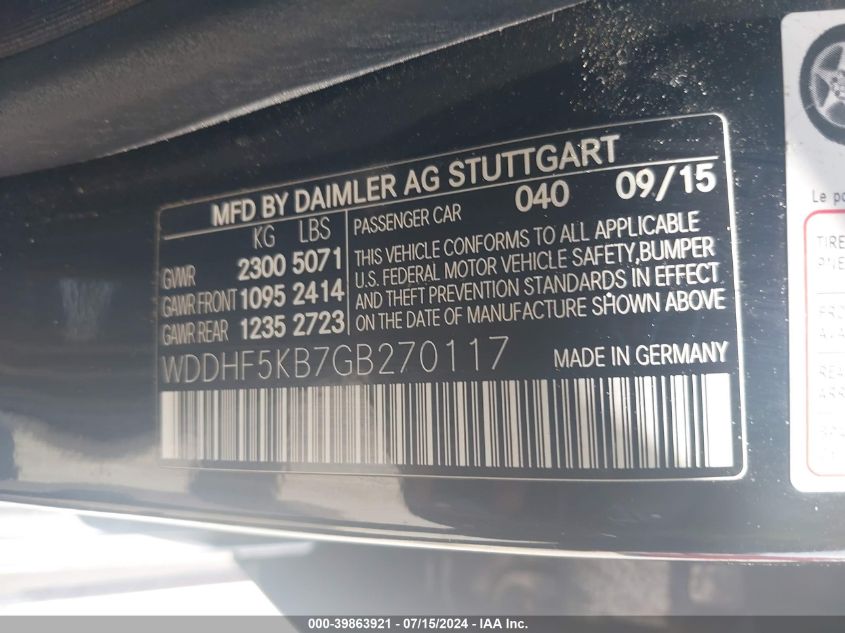 MFD BY DAIMLER AG STUTTGART
KG LBS
GVWR 2300 5071
GAWR FRONT 1095 2414
GAWR REAR 1235 2723
PASSENGER CAR 040 09/15
THIS VEHICLE CONFORMS TO ALL APPLICABLE
U.S. FEDERAL MOTOR VEHICLE SAFETY,BUMPER
AND THEFT PREVENTION STANDARDS IN EFFECT
ON THE DATE OF MANUFACTURE SHOWN ABOVE
WDDHF5KB7GB270117 MADE IN GERMANY
Le
TIRE
000-39863921 - 07/15/2024 - IAA Inc.